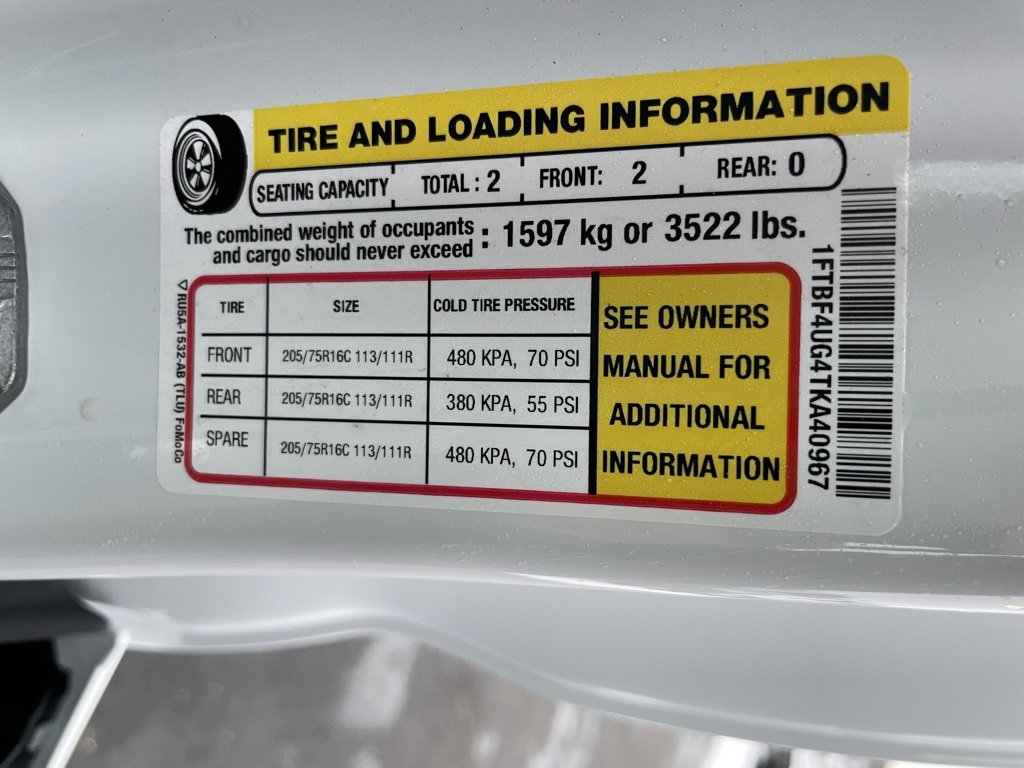 TIRE AND LOADING INFORMATION
SEATING CAPACITY TOTAL : 2 FRONT: 2 REAR: 0
The combined weight of occupants
and cargo should never exceed : 1597 kg or 3522 lbs.
TIRE SIZE COLD TIRE PRESSURE
FRONT 205/75R16C 113/111R 480 KPA, 70 PSI
REAR 205/75R16C 113/111R 380 KPA, 55 PSI
SPARE 205/75R16C 113/111R 480 KPA, 70 PSI
SEE OWNERS
MANUAL FOR
ADDITIONAL
INFORMATION
▽RU5A-1532-AB (TLU) FoMoCo
1FTBF4UG4TKA40967